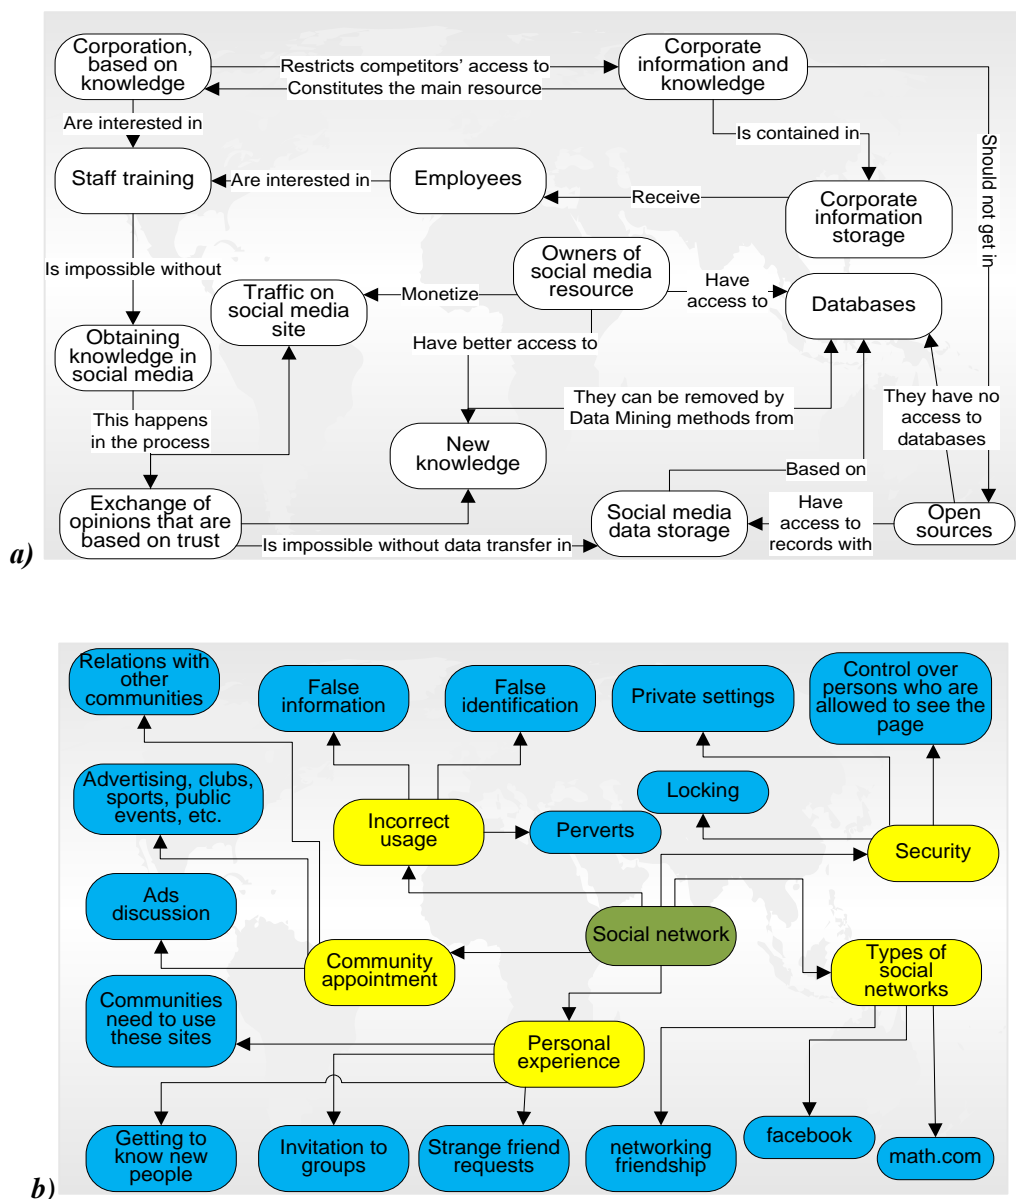 Corporation,
based on
knowledge
Restricts competitors’ access to
Constitutes the main resource
Corporate
information and
knowledge
Are interested in
Is contained in
Should not get in
Staff training
Are interested in
Employees
Receive
Corporate
information
storage
Is impossible without
Traffic on
social media
site
Monetize
Owners of
social media
resource
Have
access to
Databases
Obtaining
knowledge in
social media
Have better access to
This happens
in the process
They can be removed by
Data Mining methods from
They have no
access to
databases
New
knowledge
Based on
Exchange of
opinions that are
based on trust
Is impossible without data transfer in
Social media
data storage
Have
access to
records with
Open
sources
a)
Relations with
other
communities
False
information
False
identification
Private settings
Control over
persons who are
allowed to see the
page
Advertising, clubs,
sports, public
events, etc.
Incorrect
usage
Perverts
Locking
Security
Ads
discussion
Community
appointment
Social network
Types of
social
networks
Communities
need to use
these sites
Personal
experience
Getting to
know new
people
Invitation to
groups
Strange friend
requests
networking
friendship
facebook
math.com
b)